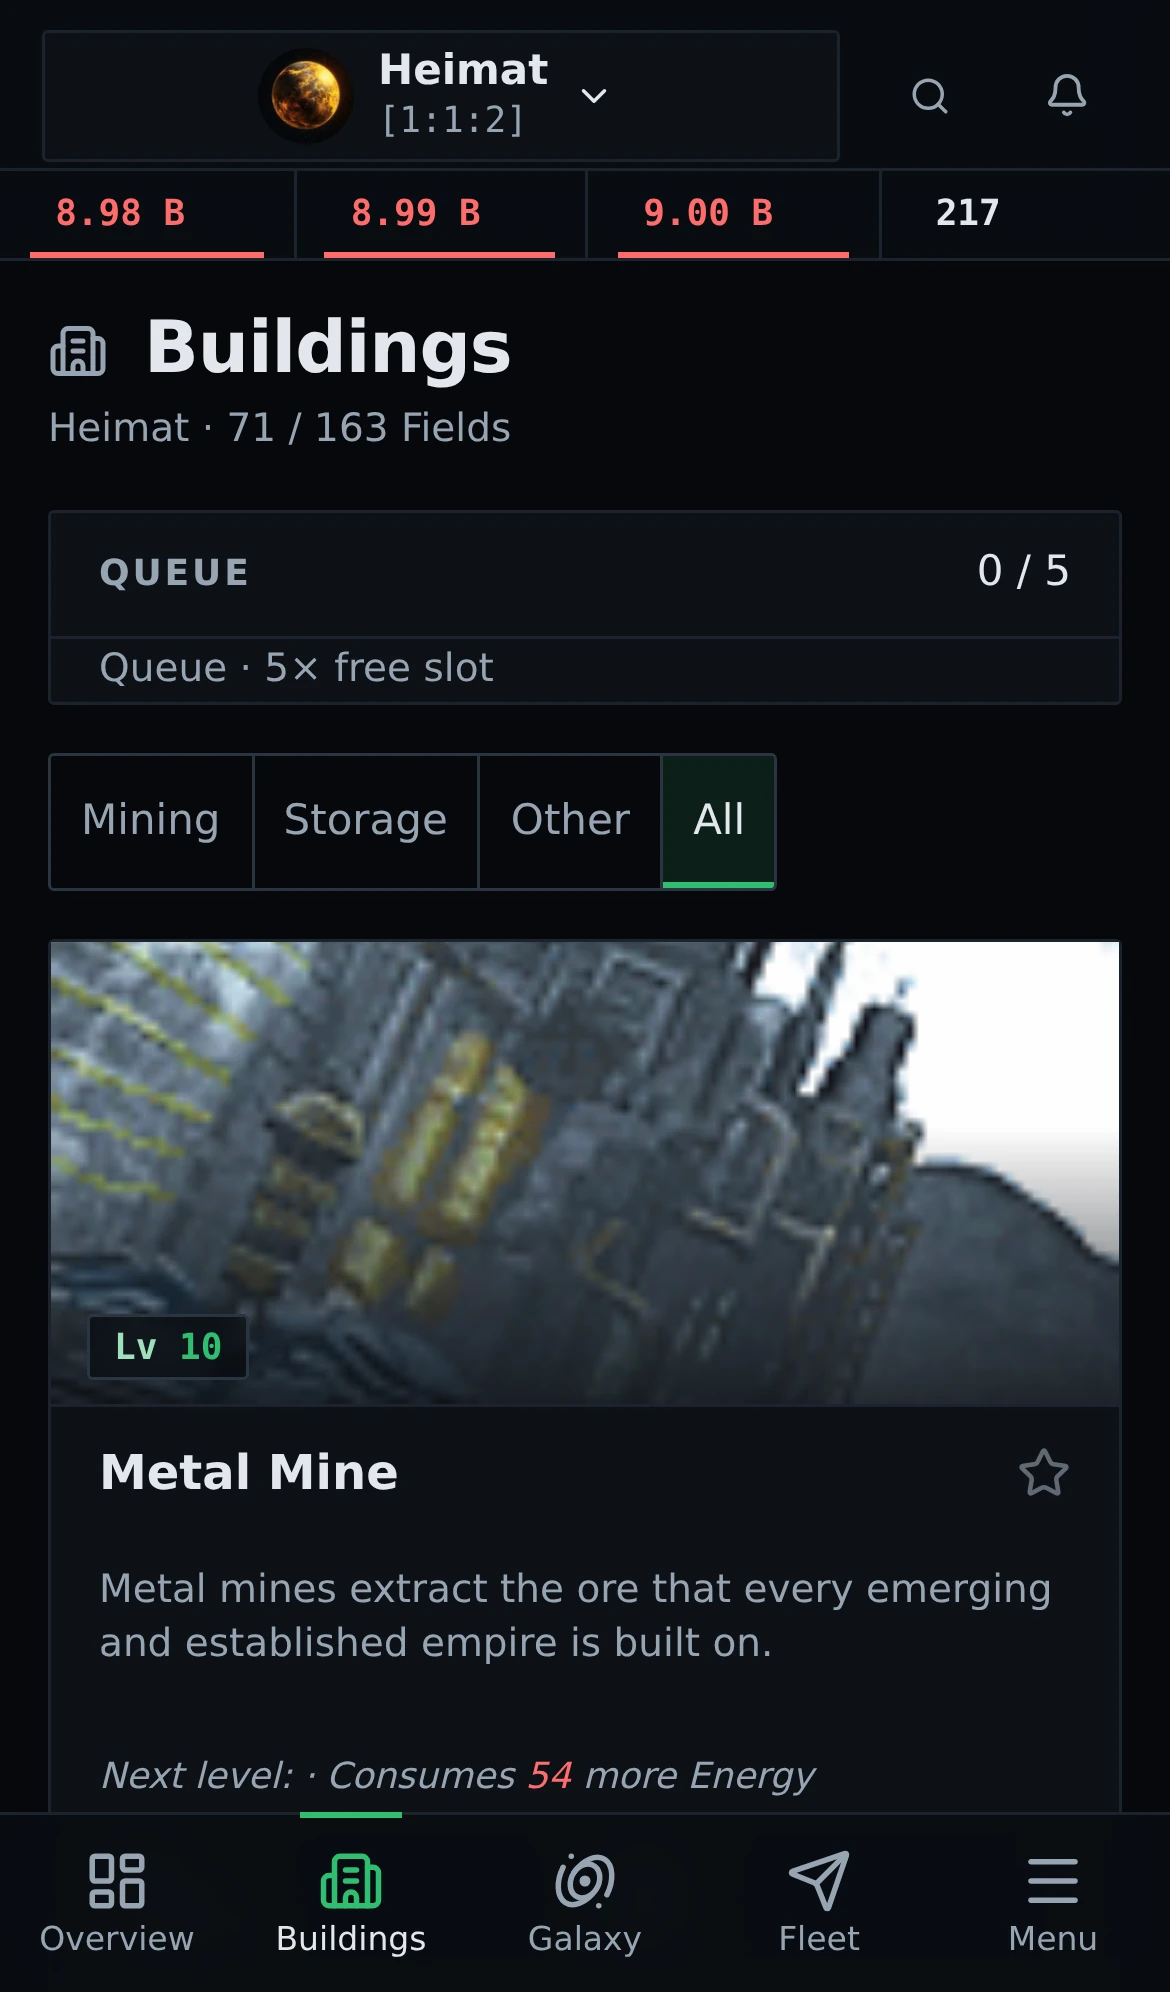 Heimat
[1:1:2]
8.98 B
8.99 B
9.00 B
217
Buildings
Heimat · 71 / 163 Fields
QUEUE
0 / 5
Queue · 5× free slot
Mining
Storage
Other
All
Lv 10
Metal Mine
Metal mines extract the ore that every emerging
and established empire is built on.
Next level: · Consumes 54 more Energy
Overview
Buildings
Galaxy
Fleet
Menu